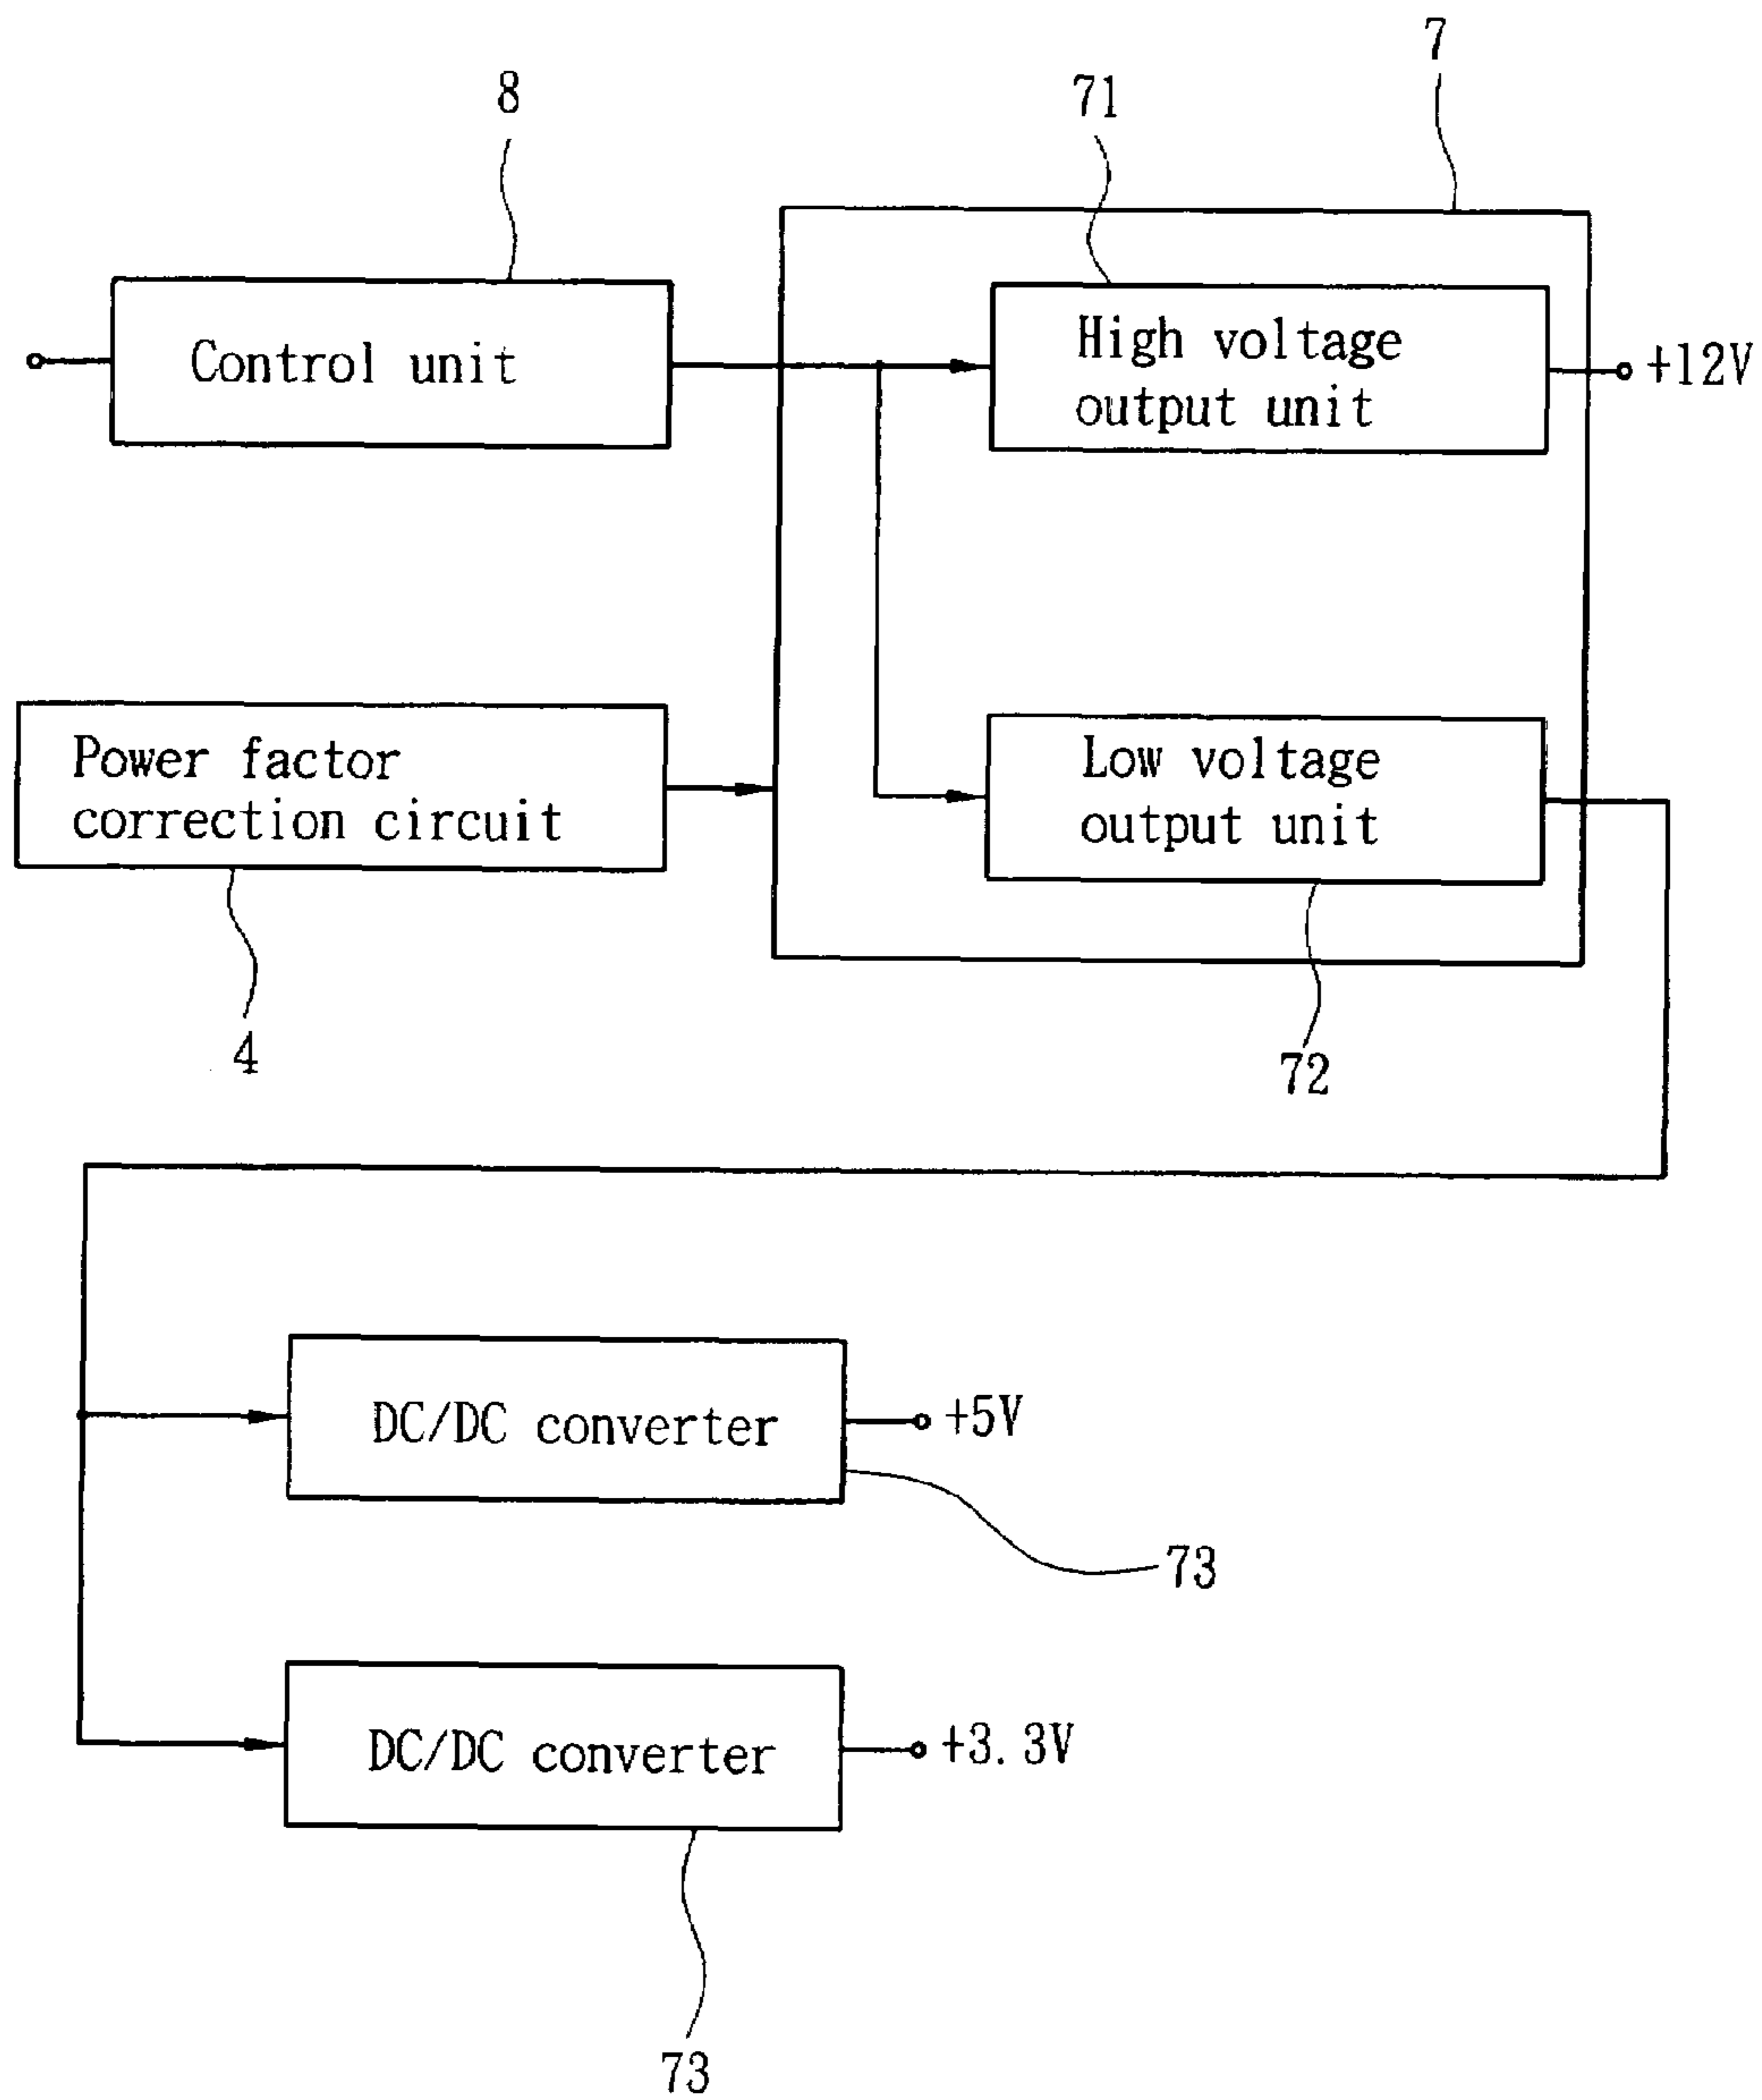 7
8
71
Control unit
High voltage
output unit
+12V
Power factor
correction circuit
Low voltage
output unit
4
72
DC/DC converter
+5V
73
DC/DC converter
+3.3V
73